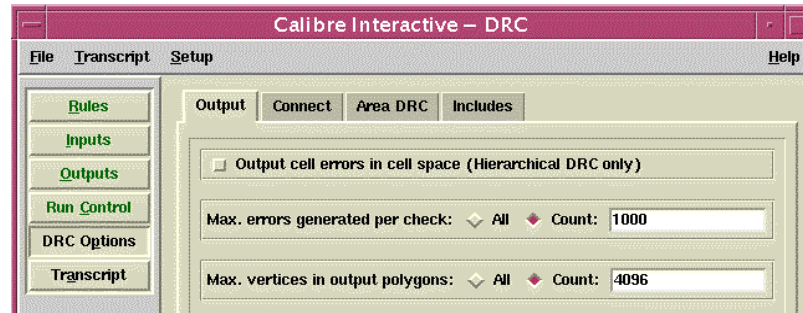 Calibre Interactive – DRC
File Transcript Setup Help
Rules
Inputs
Outputs
Run Control
DRC Options
Transcript
Output Connect Area DRC Includes
Output cell errors in cell space (Hierarchical DRC only)
Max. errors generated per check: All Count: 1000
Max. vertices in output polygons: All Count: 4096